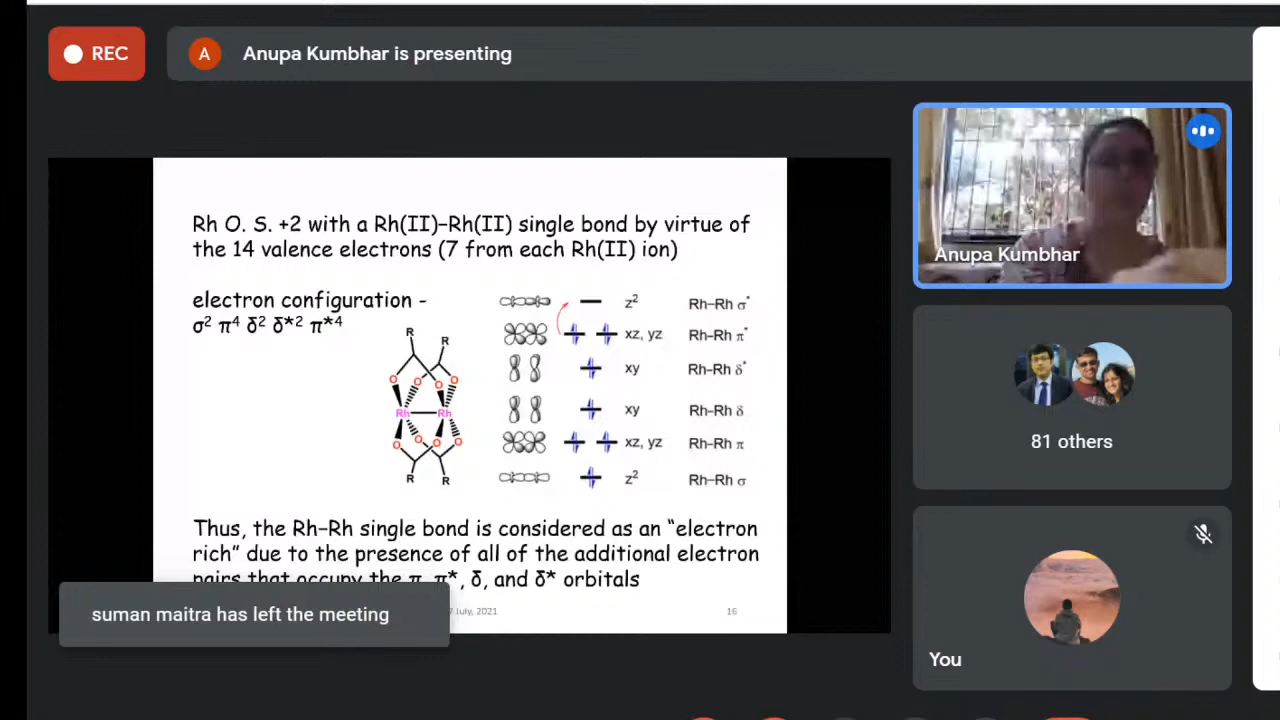 REC
A
Anupa Kumbhar is presenting
Rh O. S. +2 with a Rh(II)–Rh(II) single bond by virtue of
the 14 valence electrons (7 from each Rh(II) ion)
electron configuration -
σ² π⁴ δ² δ*² π*⁴
z² Rh–Rh σ*
xz, yz Rh–Rh π*
xy Rh–Rh δ*
xy Rh–Rh δ
xz, yz Rh–Rh π
z² Rh–Rh σ
R R
O O O O
Rh Rh
O O O O
R R
Thus, the Rh–Rh single bond is considered as an “electron
rich” due to the presence of all of the additional electron
pairs that occupy the π, π*, δ, and δ* orbitals
July, 2021
16
suman maitra has left the meeting
Anupa Kumbhar
81 others
You